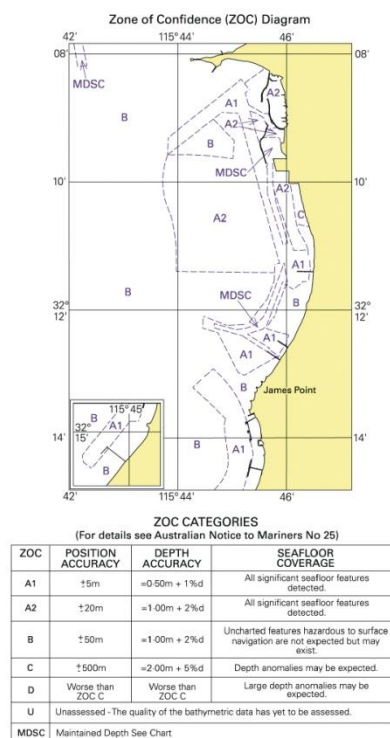 Zone of Confidence (ZOC) Diagram
42' 115° 44' 46'
08'
MDSC
A2
A1
B
A2
B
MDSC
10'
A2
C
A2
A1
B
MDSC
B
32°
12'
A1
A1
B
James Point
115° 45'
B
32°
15'
A1
B
14'
B
A1
42' 44' 46'
ZOC CATEGORIES
(For details see Australian Notice to Mariners No 25)
ZOC POSITION ACCURACY DEPTH ACCURACY SEAFLOOR COVERAGE
A1 ±5m =0·50m + 1%d All significant seafloor features detected.
A2 ±20m =1·00m + 2%d All significant seafloor features detected.
B ±50m =1·00m + 2%d Uncharted features hazardous to surface navigation are not expected but may exist.
C ±500m =2·00m + 5%d Depth anomalies may be expected.
D Worse than ZOC C Worse than ZOC C Large depth anomalies may be expected.
U Unassessed - The quality of the bathymetric data has yet to be assessed.
MDSC Maintained Depth See Chart